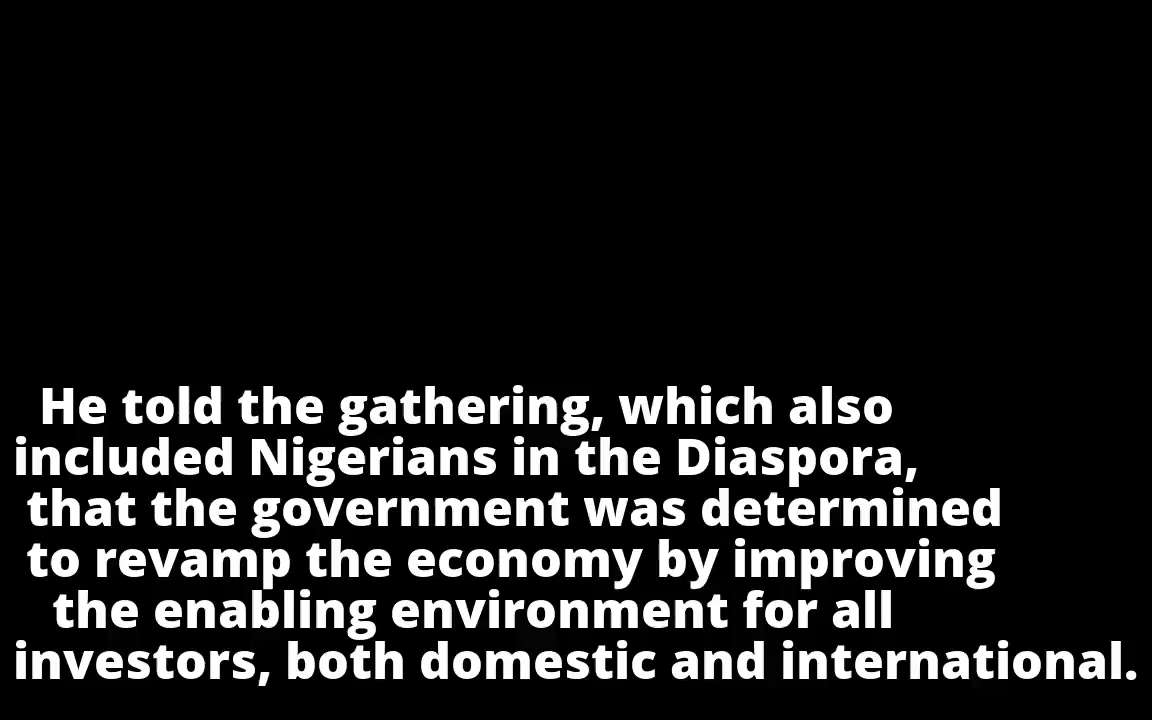 He told the gathering, which also
included Nigerians in the Diaspora,
that the government was determined
to revamp the economy by improving
the enabling environment for all
investors, both domestic and international.